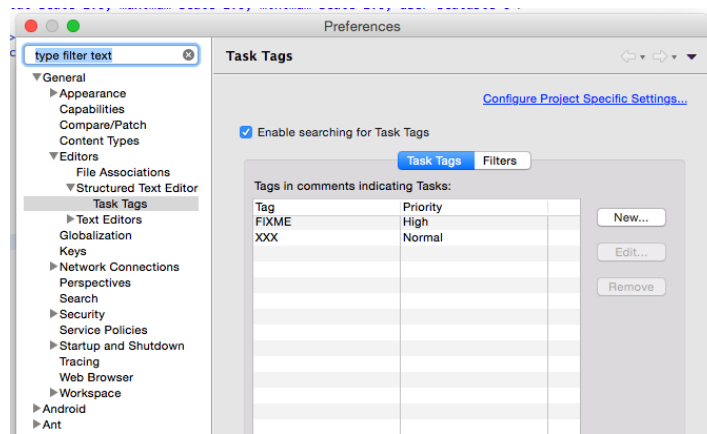 Preferences
type filter text
Task Tags
General
Appearance
Capabilities
Compare/Patch
Content Types
Editors
File Associations
Structured Text Editor
Task Tags
Text Editors
Globalization
Keys
Network Connections
Perspectives
Search
Security
Service Policies
Startup and Shutdown
Tracing
Web Browser
Workspace
Android
Ant
Configure Project Specific Settings...
Enable searching for Task Tags
Task Tags Filters
Tags in comments indicating Tasks:
Tag Priority
FIXME High
XXX Normal
New...
Edit...
Remove